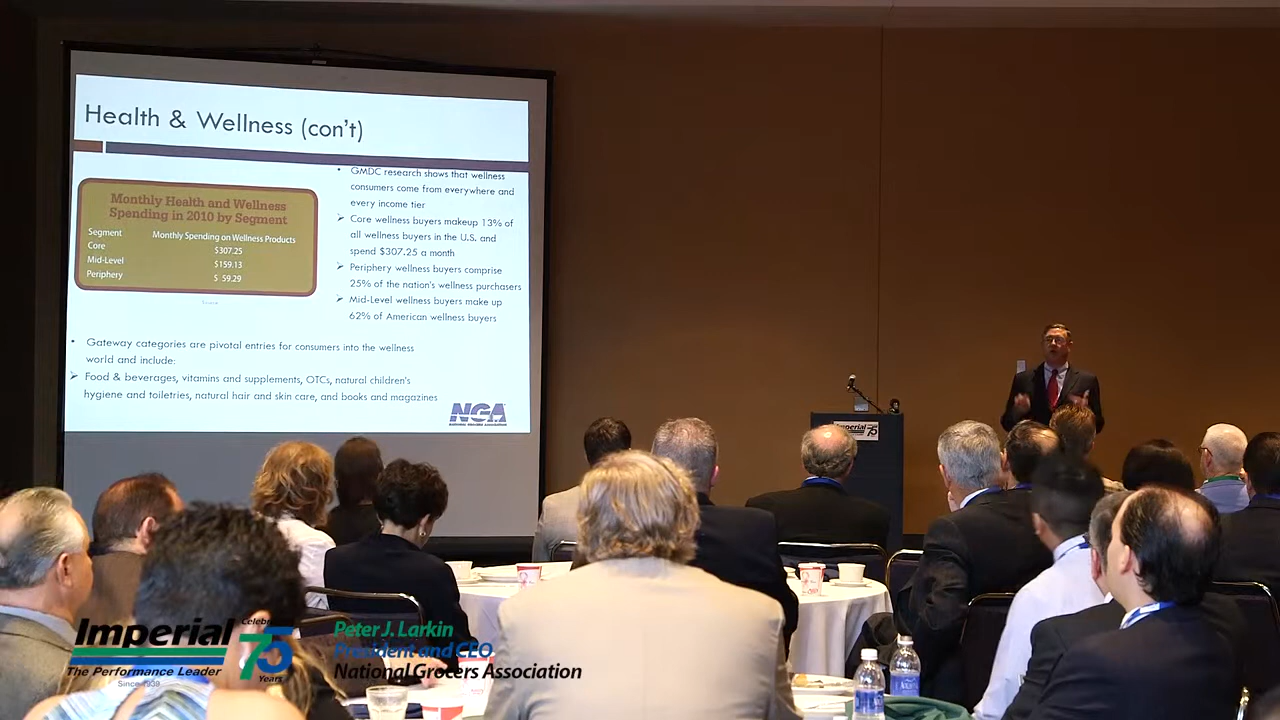 Health & Wellness (con't)
Monthly Health and Wellness
Spending in 2010 by Segment
Segment Monthly Spending on Wellness Products
Core $307.25
Mid-Level $159.13
Periphery $ 59.29
Source
• GMDC research shows that wellness
consumers come from everywhere and
every income tier
➢ Core wellness buyers makeup 13% of
all wellness buyers in the U.S. and
spend $307.25 a month
➢ Periphery wellness buyers comprise
25% of the nation's wellness purchasers
➢ Mid-Level wellness buyers make up
62% of American wellness buyers
• Gateway categories are pivotal entries for consumers into the wellness
world and include:
➢ Food & beverages, vitamins and supplements, OTCs, natural children's
hygiene and toiletries, natural hair and skin care, and books and magazines
NGA
NATIONAL GROCERS ASSOCIATION
Imperial 75
Imperial
The Performance Leader
Since 1939
75
Years
Peter J. Larkin
President and CEO
National Grocers Association